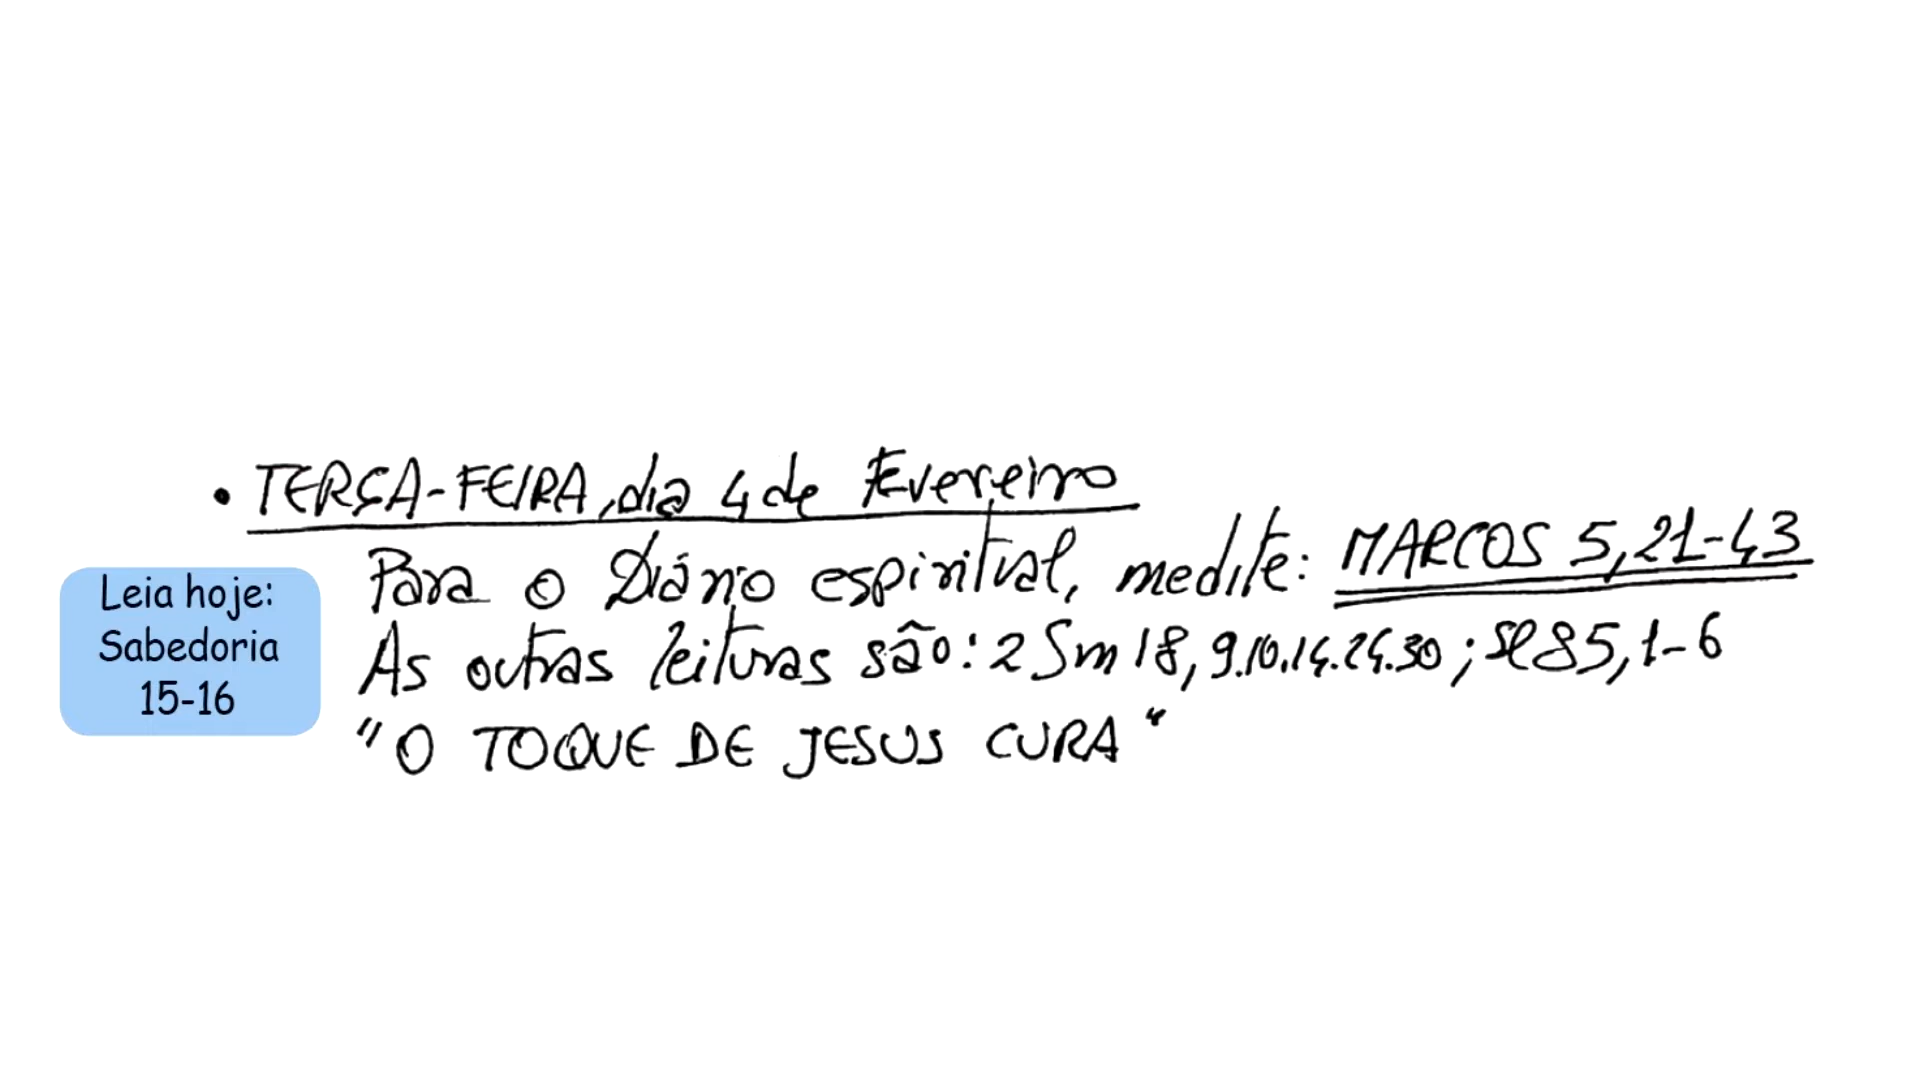 • TERÇA-FEIRA, dia 4 de Fevereiro
Para o Diário espiritual, medite: MARCOS 5,21-43
As outras leituras são: 2 Sm 18, 9.10.14.24.30; Sl 85, 1-6
"O TOQUE DE JESUS CURA"
Leia hoje:
Sabedoria
15-16